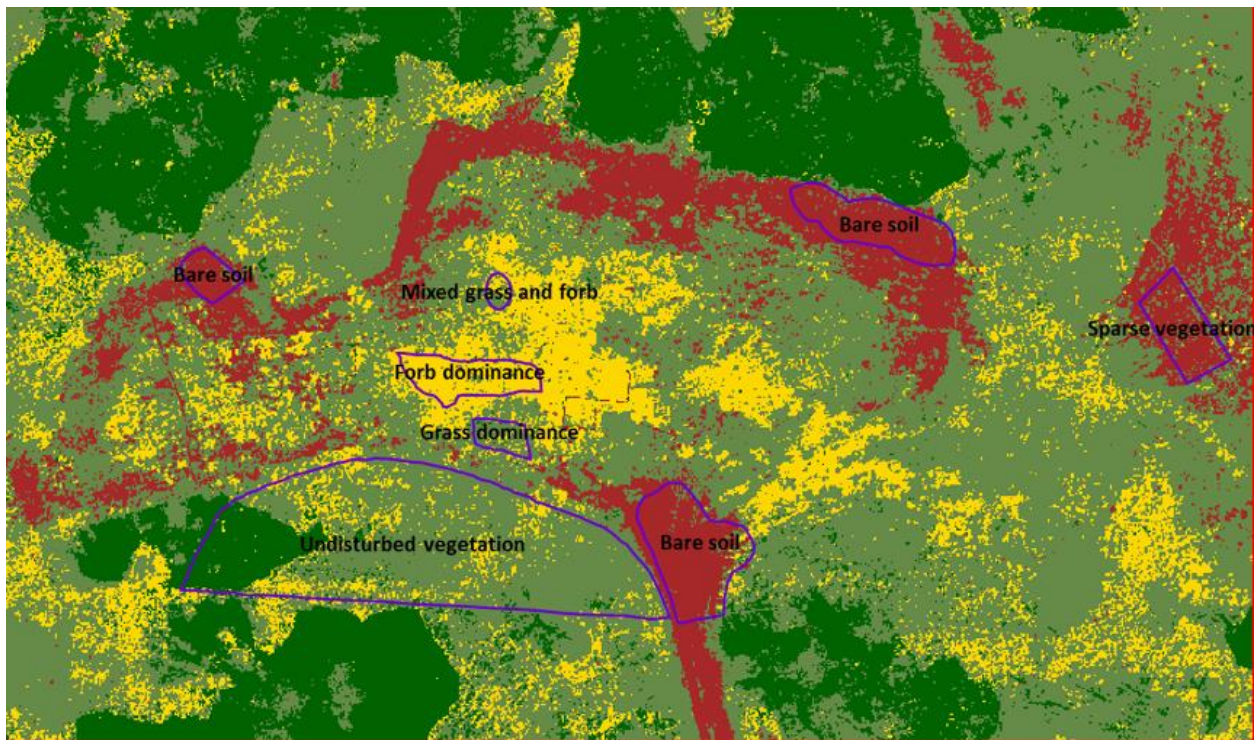 Bare soil
Bare soil
Mixed grass and forb
Sparse vegetation
Forb dominance
Grass dominance
Undisturbed vegetation
Bare soil